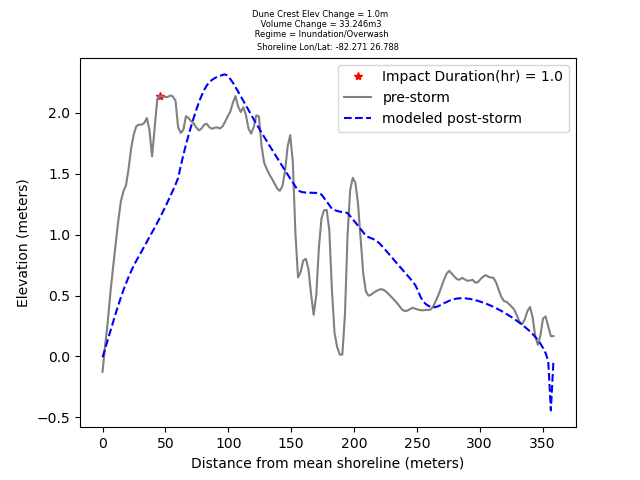 Dune Crest Elev Change = 1.0m
Volume Change = 33.246m3
Regime = Inundation/Overwash
Shoreline Lon/Lat: -82.271 26.788
Impact Duration(hr) = 1.0
pre-storm
modeled post-storm
Elevation (meters)
2.0
1.5
1.0
0.5
0.0
−0.5
0 50 100 150 200 250 300 350
Distance from mean shoreline (meters)